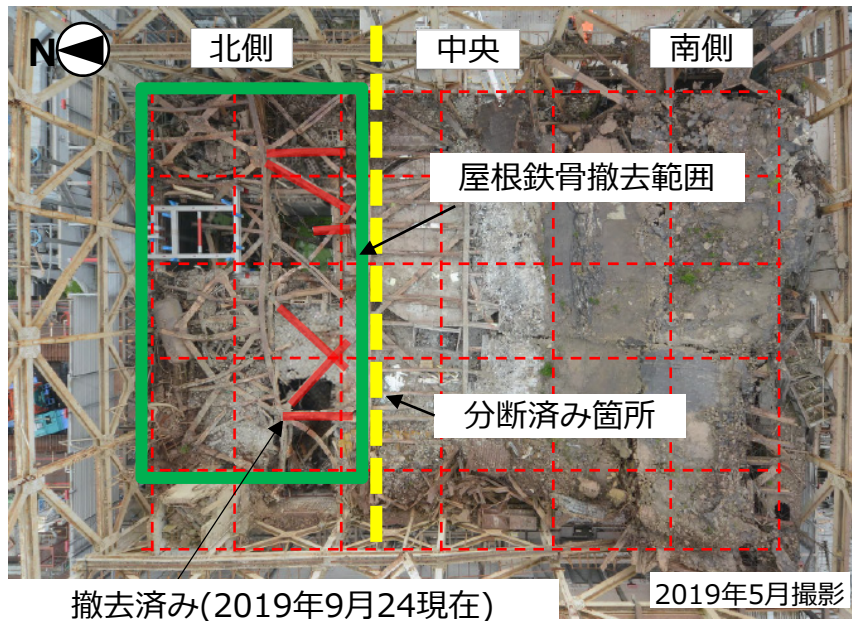 N
北側
中央
南側
屋根鉄骨撤去範囲
分断済み箇所
撤去済み(2019年9月24現在)
2019年5月撮影